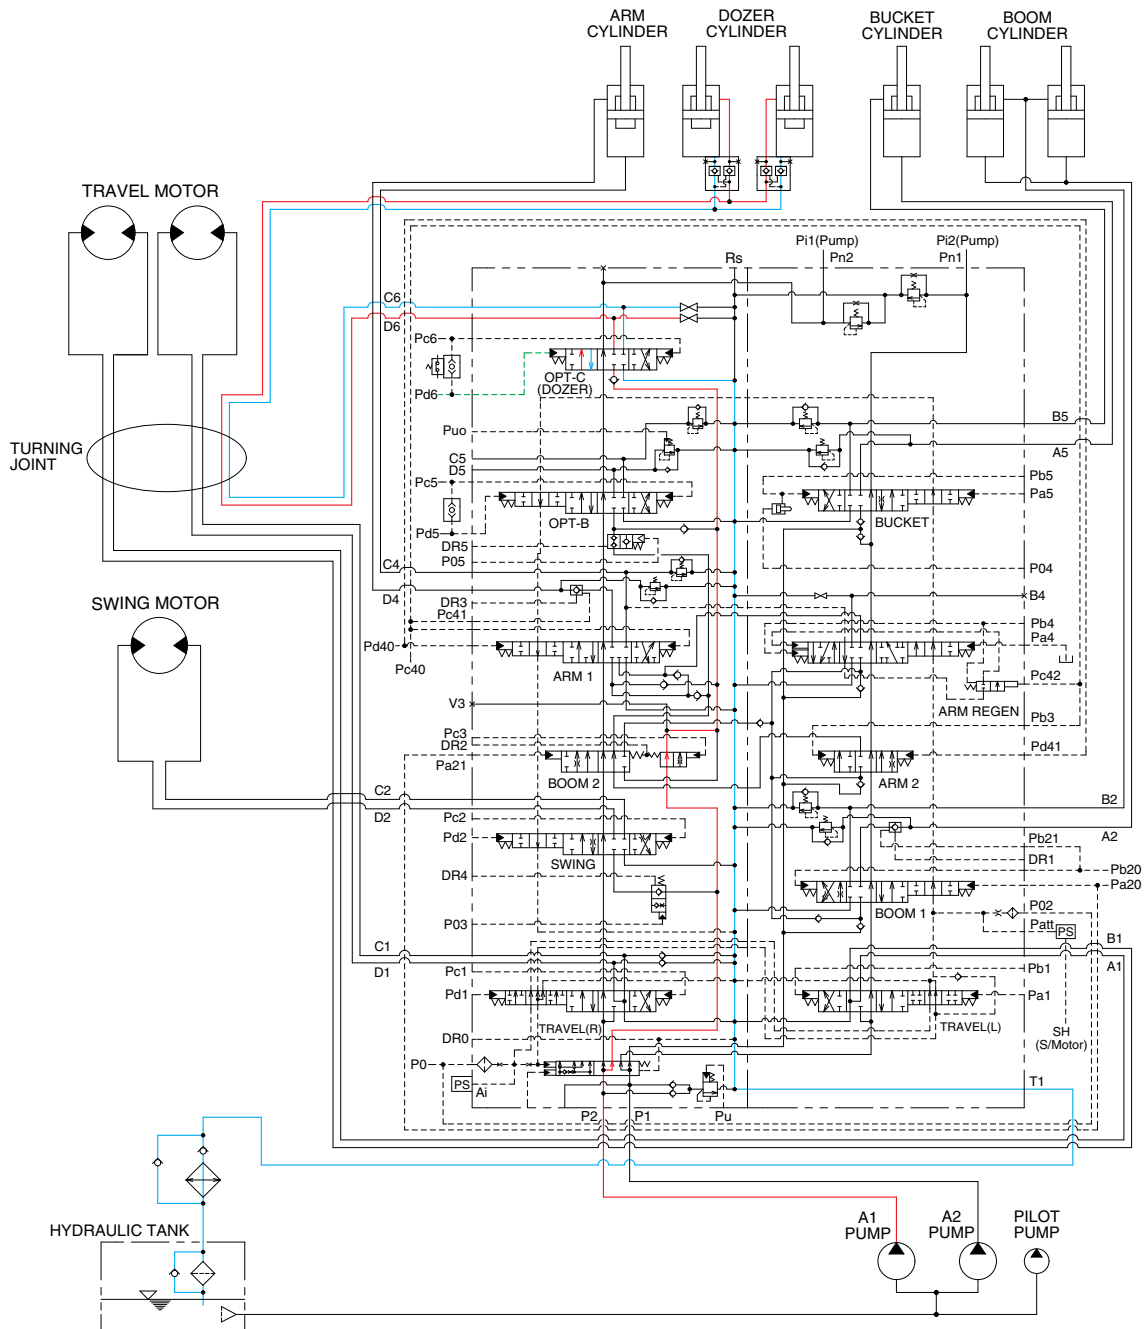 ARM
CYLINDER
DOZER
CYLINDER
BUCKET
CYLINDER
BOOM
CYLINDER
TRAVEL MOTOR
Pi1(Pump)
Pn2
Pi2(Pump)
Pn1
Rs
C6
D6
Pc6
OPT-C
(DOZER)
Pd6
TURNING
JOINT
Puo
B5
A5
C5
D5
Pc5
Pb5
Pa5
Pd5
OPT-B
BUCKET
DR5
P05
P04
C4
D4
B4
SWING MOTOR
DR3
Pc41
Pb4
Pa4
Pd40
Pc40
ARM 1
Pc42
ARM REGEN
V3
Pb3
Pc3
DR2
Pa21
Pd41
BOOM 2
ARM 2
C2
D2
B2
A2
Pc2
Pd2
SWING
Pb21
DR1
Pb20
Pa20
DR4
BOOM 1
P03
P02
Patt
PS
C1
D1
B1
A1
Pc1
Pb1
Pd1
Pa1
TRAVEL(R)
TRAVEL(L)
SH
(S/Motor)
DR0
P0
PS
Ai
T1
P2
P1
Pu
HYDRAULIC TANK
A1
PUMP
A2
PUMP
PILOT
PUMP